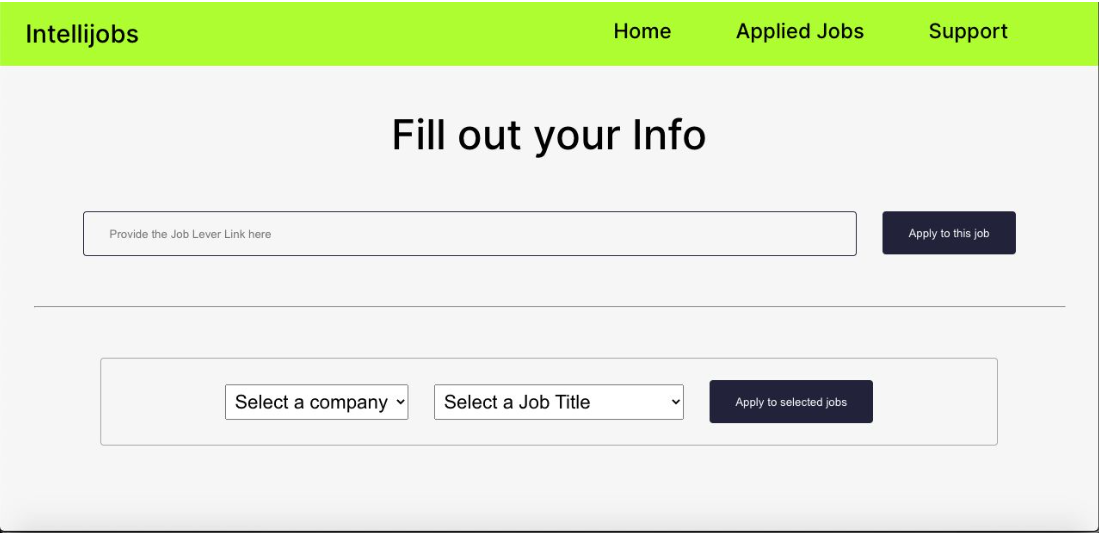 Intellijobs Home Applied Jobs Support
Fill out your Info
Provide the Job Lever Link here Apply to this job
Select a company Select a Job Title Apply to selected jobs